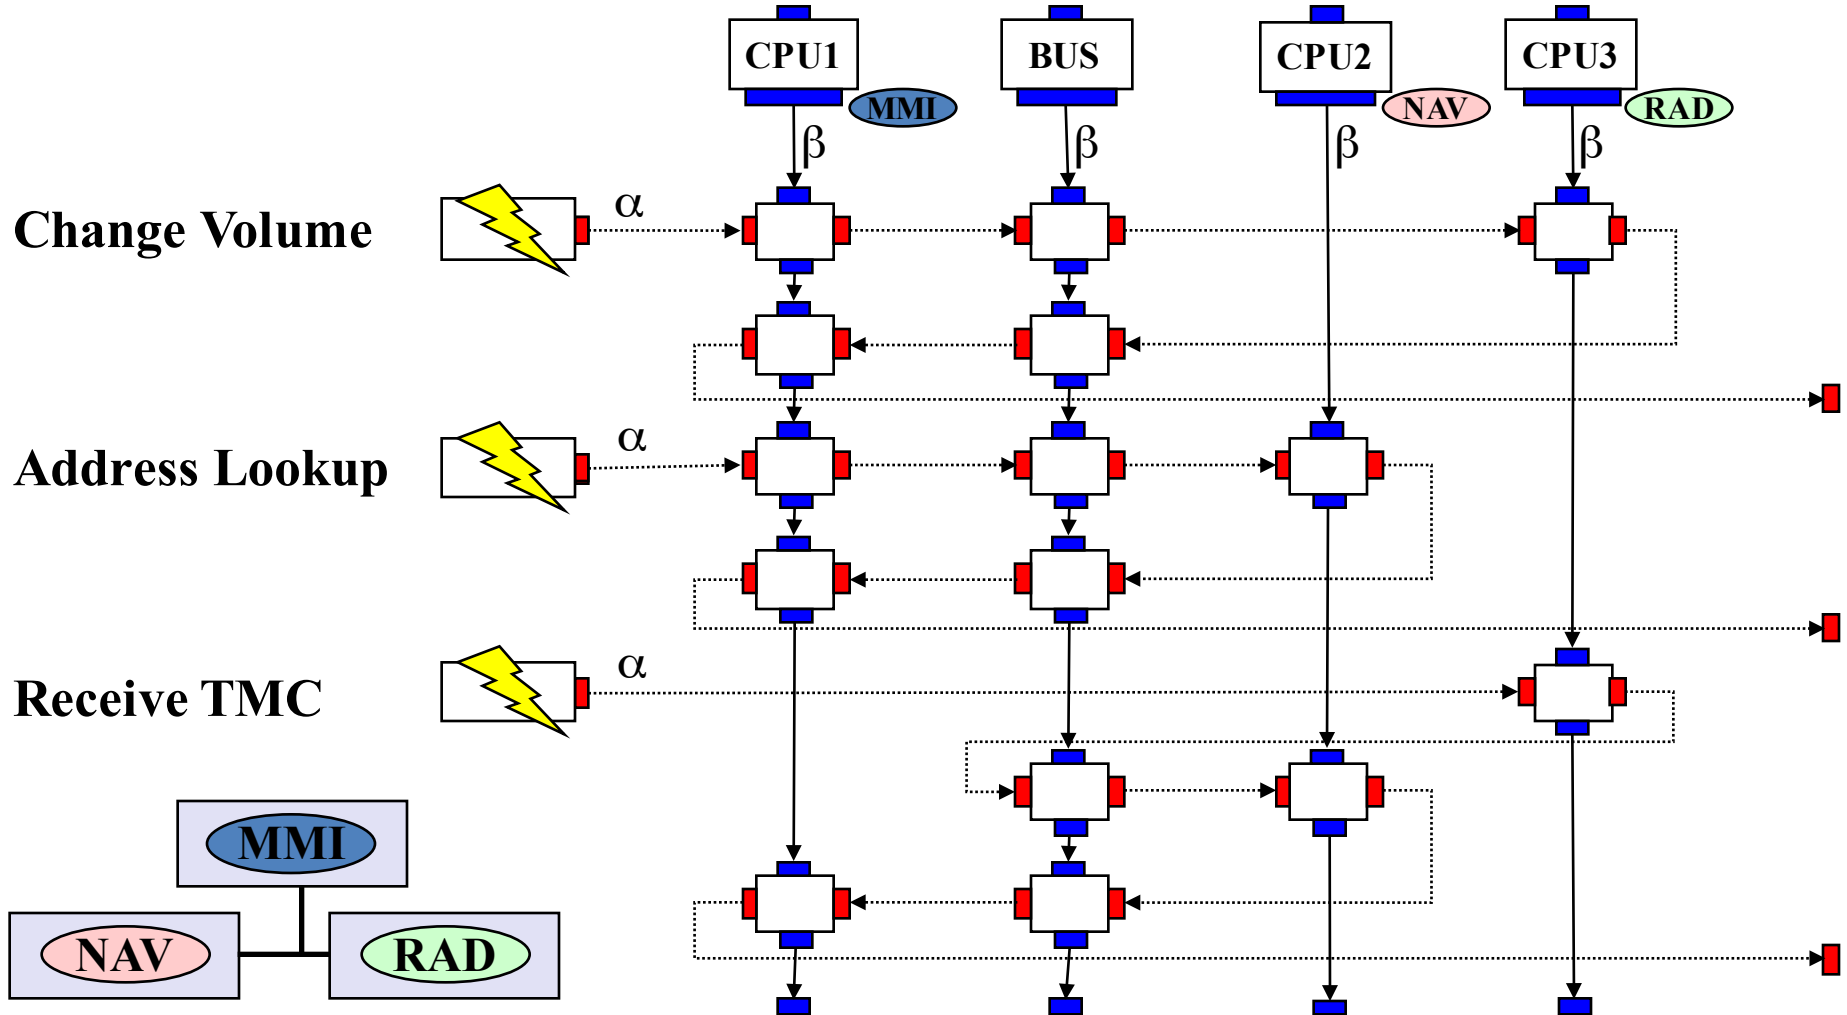 CPU1
BUS
CPU2
CPU3
MMI
NAV
RAD
β
β
β
β
Change Volume
α
Address Lookup
α
Receive TMC
α
MMI
NAV
RAD